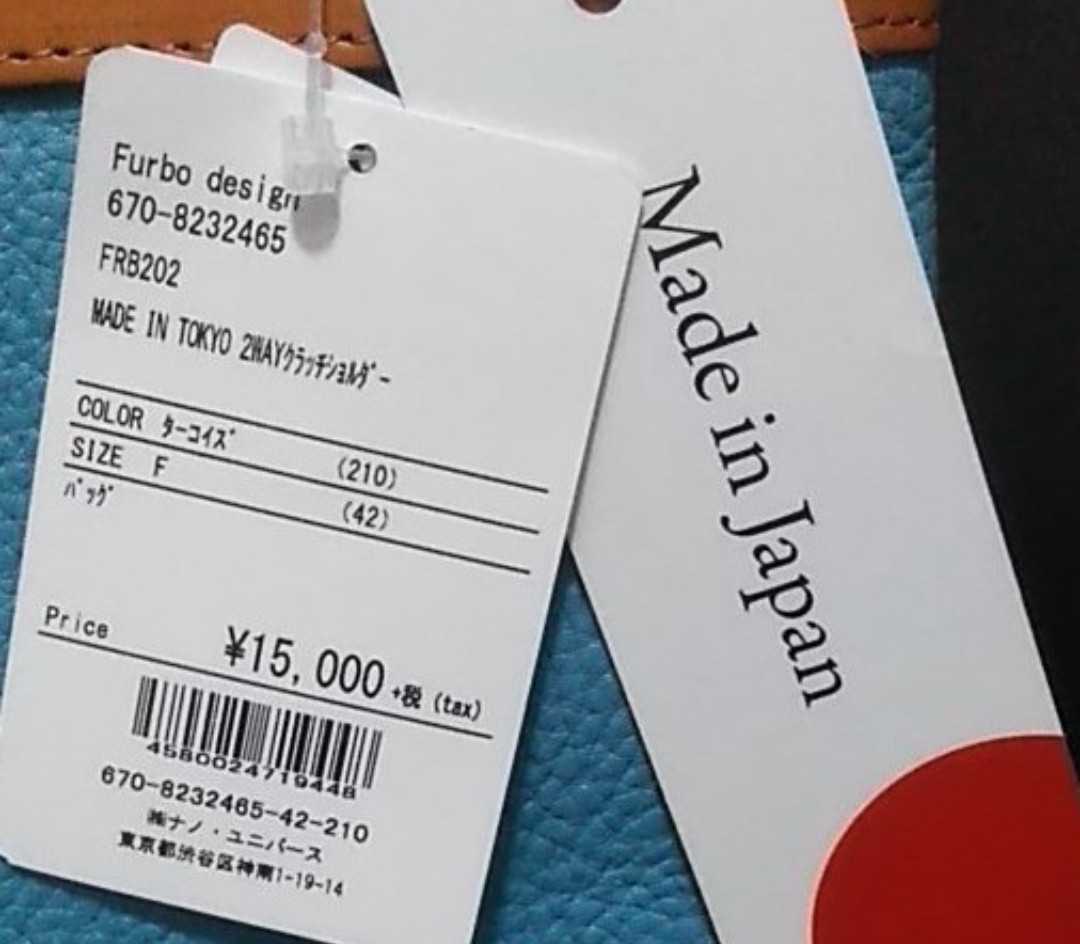 Furbo design
670-8232465
FRB202
MADE IN TOKYO 2WAYｸﾗｯﾁｼｮﾙﾀﾞｰ
COLOR ﾀｰｺｲｽﾞ (210)
SIZE F (42)
ﾊﾞｯｸﾞ
Price ¥15,000 +税 (tax)
4580024719448
670-8232465-42-210
㈱ナノ・ユニバース
東京都渋谷区神南1-19-14
Made in Japan